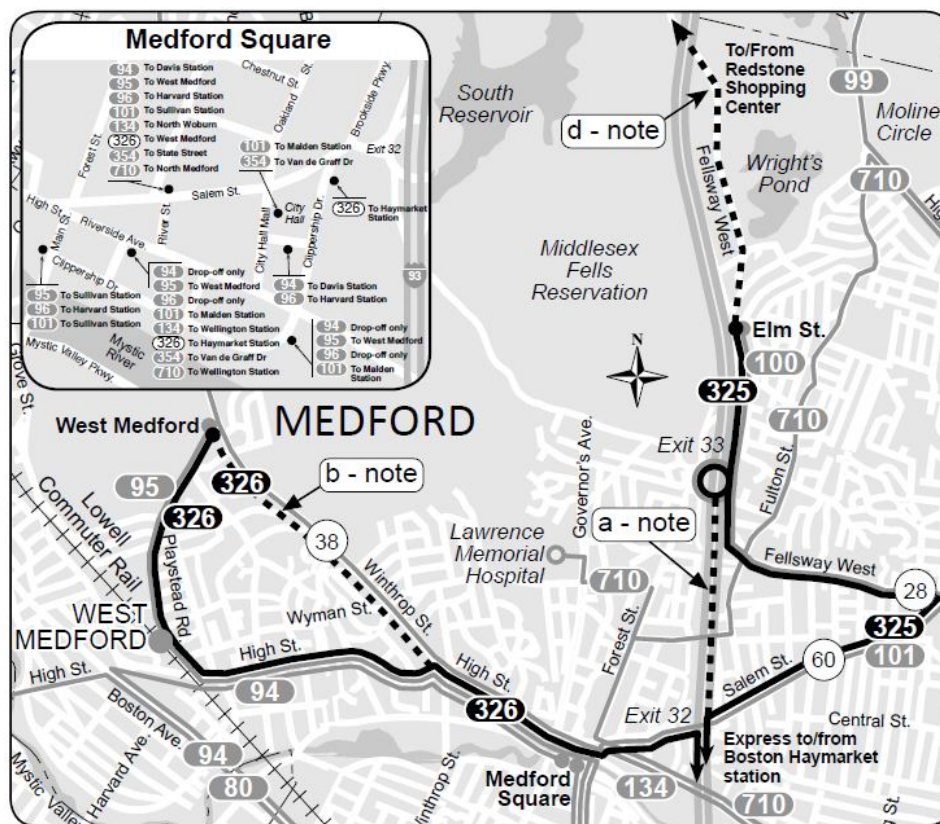 Medford Square
94 To Davis Station
95 To West Medford
96 To Harvard Station
101 To Sullivan Station
134 To North Woburn
326 To West Medford
354 To State Street
710 To North Medford
Chestnut St.
Oakland St.
Brookside Pkwy.
Exit 32
101 To Malden Station
354 To Van de Graff Dr
Forest St.
Salem St.
River St.
City Hall
City Hall Mall
Clippership Dr.
326 To Haymarket
Station
High St.
Main St.
Riverside Ave.
Clippership Dr.
95 To Sullivan Station
96 To Harvard Station
101 To Sullivan Station
94 Drop-off only
95 To West Medford
96 Drop-off only
101 To Malden Station
134 To Wellington Station
326 To Haymarket Station
354 To Van de Graff Dr
710 To Wellington Station
94 To Davis Station
96 To Harvard Station
94 Drop-off only
95 To West Medford
96 Drop-off only
101 To Malden
Station
93
Mystic
River
Mystic Valley Pkwy.
South
Reservoir
To/From
Redstone
Shopping
Center
d - note
99
Moline
Circle
710
Wright's
Pond
Fellsway West
Middlesex
Fells
Reservation
N
Elm St.
100
325
710
Fulton St.
Exit 33
a - note
Governor's Ave.
Lawrence
Memorial
Hospital
710
Forest St.
Fellsway West
28
325
101
60
Salem St.
Central St.
Exit 32
Express to/from
Boston Haymarket
station
Grove St.
MEDFORD
West Medford
b - note
326
95
326
38
Lowell
Commuter Rail
Playstead Rd.
Winthrop St.
Wyman St.
WEST
MEDFORD
High St.
High St.
High St.
94
326
Boston Ave.
94
80
Harvard Ave.
Mystic Valley
Winthrop St.
Medford
Square
134
710